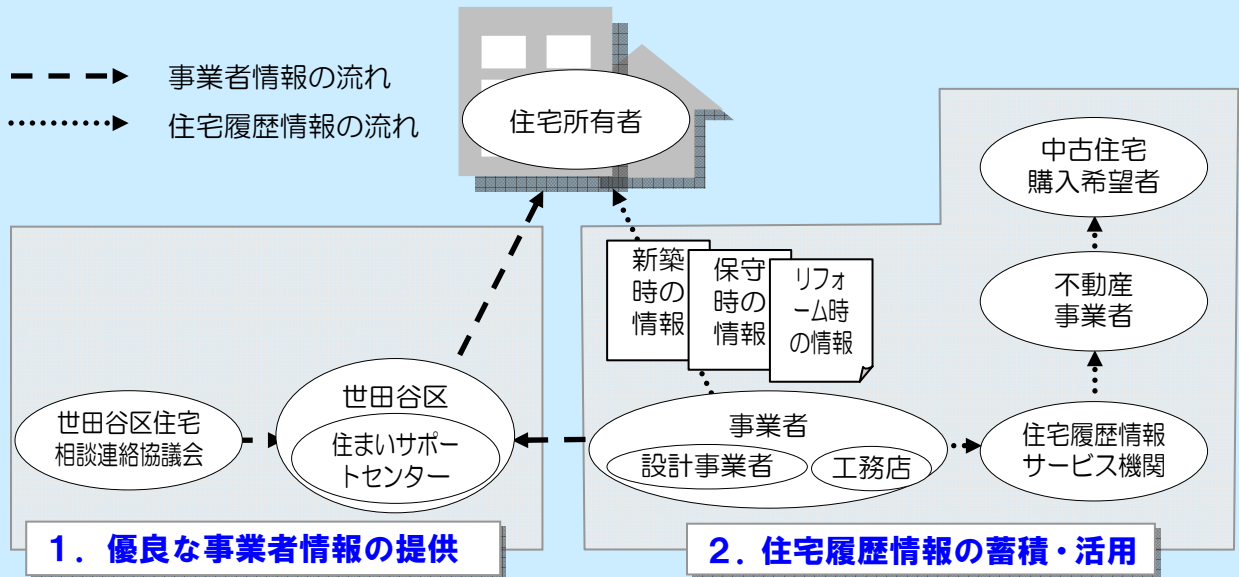 事業者情報の流れ
住宅履歴情報の流れ
住宅所有者
中古住宅
購入希望者
不動産
事業者
新築
時の
情報
保守
時の
情報
リフォ
ーム時
の情報
世田谷区住宅
相談連絡協議会
世田谷区
住まいサポー
トセンター
事業者
設計事業者
工務店
住宅履歴情報
サービス機関
1．優良な事業者情報の提供
2．住宅履歴情報の蓄積・活用